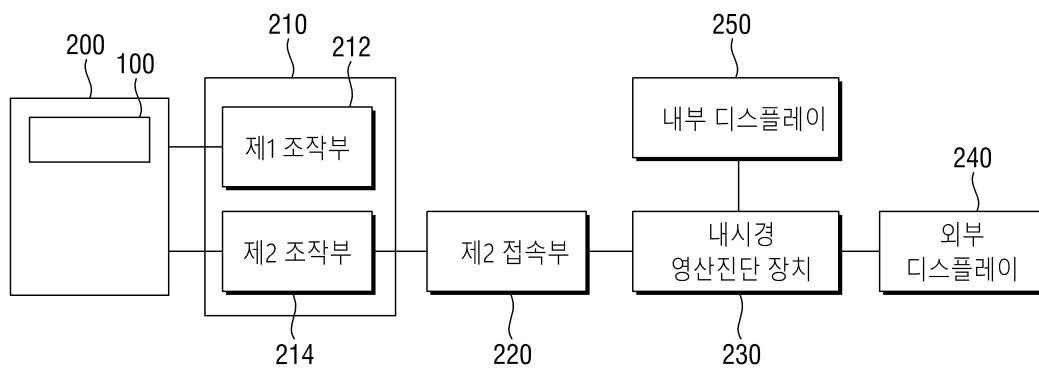 200
100
210
212
250
240
제1 조작부
내부 디스플레이
제2 조작부
제2 접속부
내시경
영산진단 장치
외부
디스플레이
214
220
230